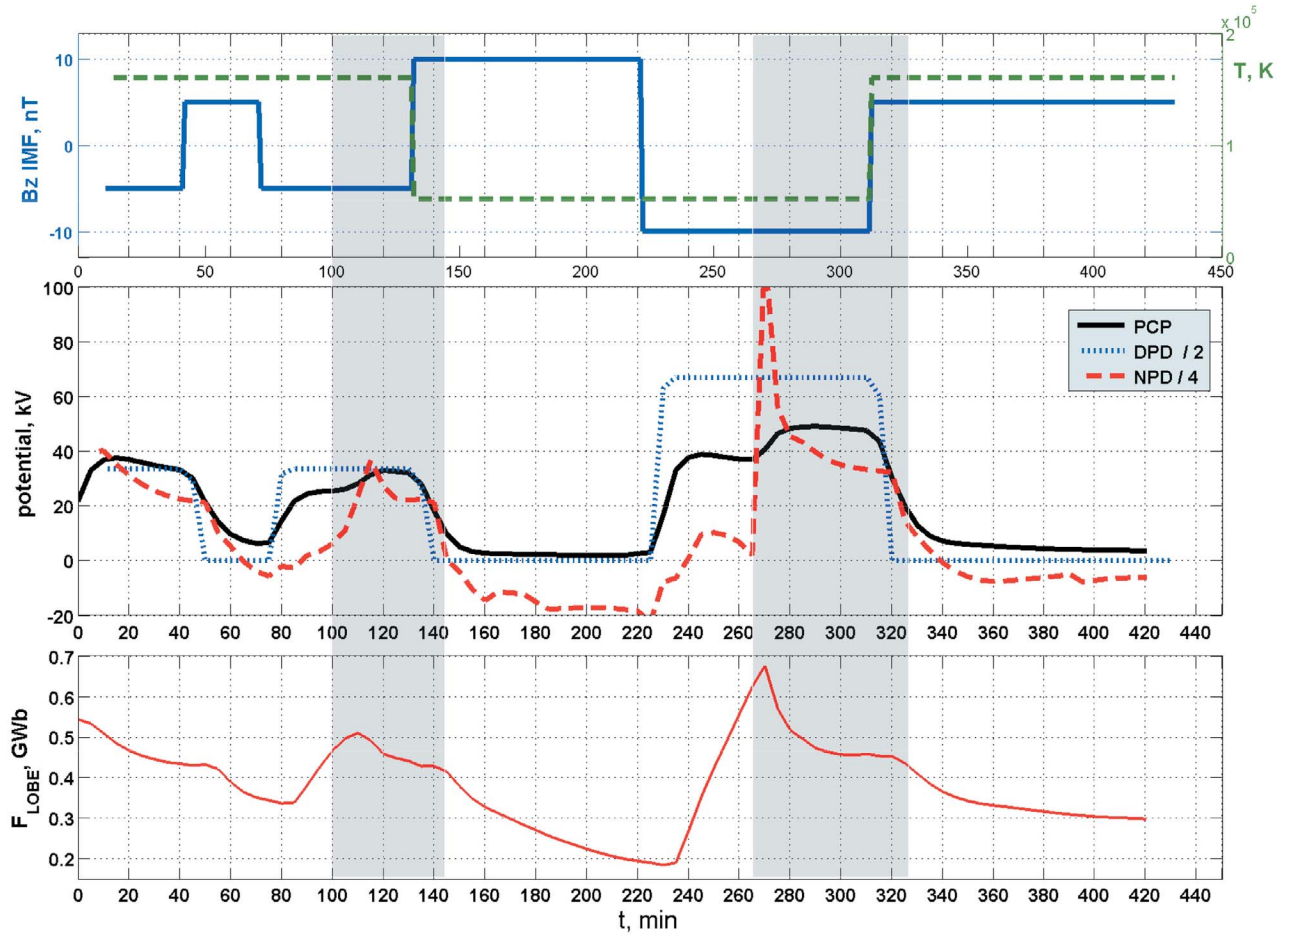 x 10^5
10
0
-10
Bz IMF, nT
2
1
0
T, K
0 50 100 150 200 250 300 350 400 450
100
80
60
40
20
0
-20
potential, kV
PCP
DPD / 2
NPD / 4
0 20 40 60 80 100 120 140 160 180 200 220 240 260 280 300 320 340 360 380 400 420 440
0.7
0.6
0.5
0.4
0.3
0.2
F_LOBE, GWb
0 20 40 60 80 100 120 140 160 180 200 220 240 260 280 300 320 340 360 380 400 420 440
t, min